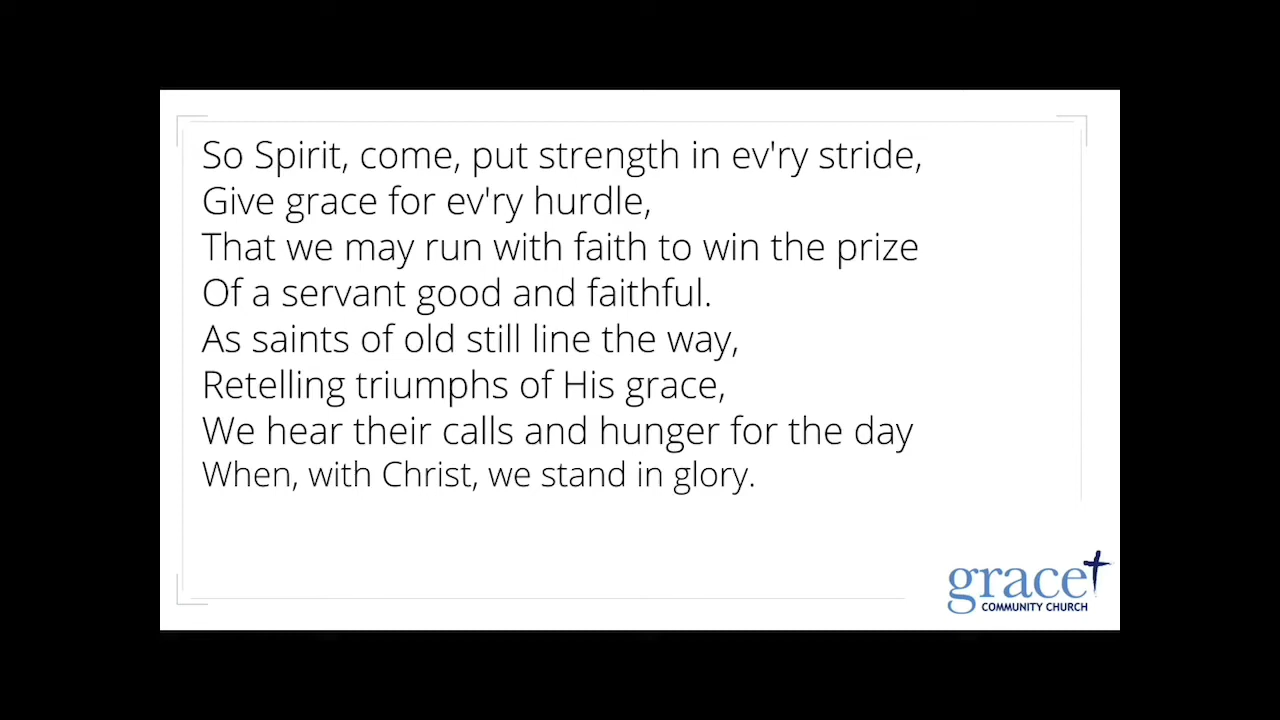 So Spirit, come, put strength in ev'ry stride,
Give grace for ev'ry hurdle,
That we may run with faith to win the prize
Of a servant good and faithful.
As saints of old still line the way,
Retelling triumphs of His grace,
We hear their calls and hunger for the day
When, with Christ, we stand in glory.
grace
COMMUNITY CHURCH